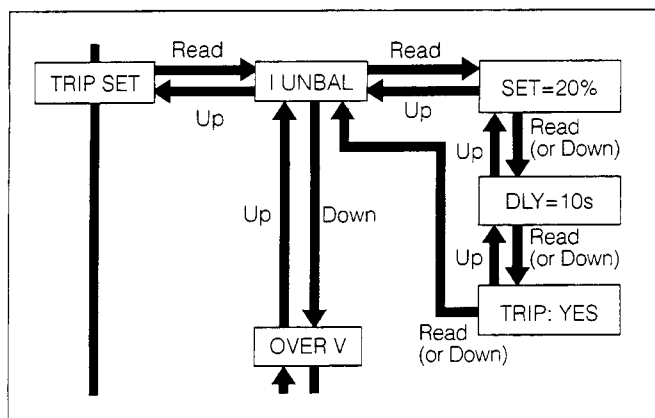 Read
Read
TRIP SET
I UNBAL
SET=20%
Up
Up
Up
Read
(or Down)
DLY=10s
Up
Down
Up
Read
(or Down)
TRIP: YES
OVER V
Read
(or Down)